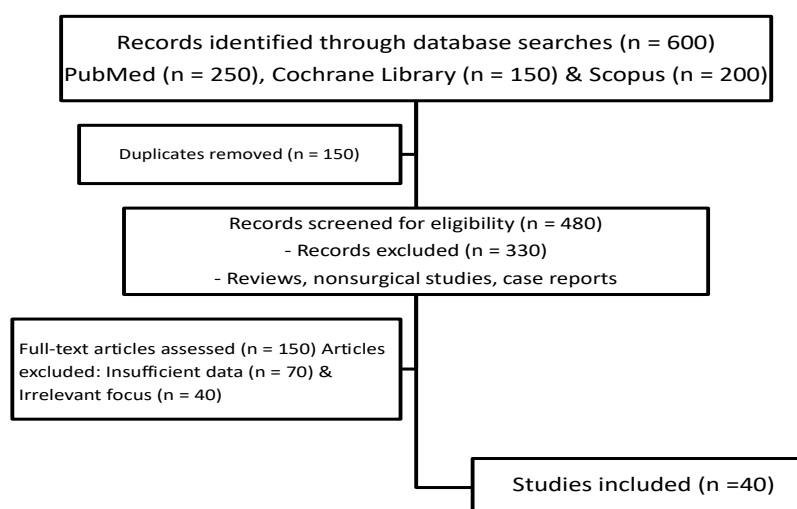 Records identified through database searches (n = 600)
PubMed (n = 250), Cochrane Library (n = 150) & Scopus (n = 200)
Duplicates removed (n = 150)
Records screened for eligibility (n = 480)
- Records excluded (n = 330)
- Reviews, nonsurgical studies, case reports
Full-text articles assessed (n = 150) Articles
excluded: Insufficient data (n = 70) &
Irrelevant focus (n = 40)
Studies included (n =40)